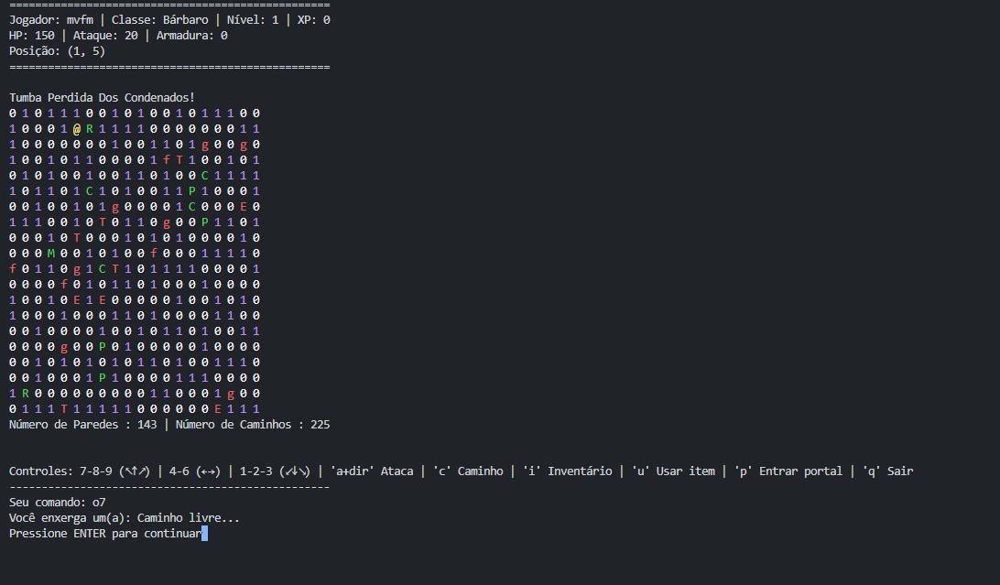 ==================================================
Jogador: mvfm | Classe: Bárbaro | Nível: 1 | XP: 0
HP: 150 | Ataque: 20 | Armadura: 0
Posição: (1, 5)
==================================================
Tumba Perdida Dos Condenados!
0 1 0 1 1 1 0 0 1 0 1 0 0 1 0 1 1 1 0 0
1 0 0 0 1 @ R 1 1 1 1 0 0 0 0 0 0 0 1 1
1 0 0 0 0 0 0 0 1 0 0 1 1 0 1 g 0 0 g 0
1 0 0 1 0 1 1 0 0 0 0 1 f T 1 0 0 1 0 1
0 1 0 1 0 0 1 0 0 1 1 0 1 0 0 C 1 1 1 1
1 0 1 1 0 1 C 1 0 1 0 0 1 1 P 1 0 0 0 1
0 0 1 0 0 1 0 1 g 0 0 0 0 1 C 0 0 0 E 0
1 1 1 0 0 1 0 T 0 1 1 0 g 0 0 P 1 1 0 1
0 0 0 1 0 T 0 0 0 1 0 1 0 1 0 0 0 0 1 0
0 0 0 M 0 0 1 0 1 0 0 f 0 0 0 1 1 1 1 0
f 0 1 1 0 g 1 C T 1 0 1 1 1 1 0 0 0 0 1
0 0 0 0 f 0 1 0 1 1 0 1 0 0 0 1 0 0 0 0
1 0 0 1 0 E 1 E 0 0 0 0 0 1 0 0 1 0 1 0
1 0 0 0 1 0 0 0 1 1 0 1 0 0 0 0 1 1 0 0
0 0 1 0 0 0 0 1 0 0 1 0 1 1 0 1 0 0 1 1
0 0 0 0 g 0 0 P 0 1 0 0 0 0 0 1 0 0 0 0
0 0 1 0 1 0 1 0 1 0 1 1 0 1 0 0 1 1 1 0
0 0 1 0 0 0 1 P 1 0 0 0 0 1 1 1 0 0 0 0
1 R 0 0 0 0 0 0 0 0 0 1 1 0 0 0 1 g 0 0
0 1 1 1 T 1 1 1 1 1 0 0 0 0 0 0 E 1 1 1
Número de Paredes : 143 | Número de Caminhos : 225
Controles: 7-8-9 (↖↑↗) | 4-6 (↔) | 1-2-3 (↙↓↘) | 'a+dir' Ataca | 'c' Caminho | 'i' Inventário | 'u' Usar item | 'p' Entrar portal | 'q' Sair
--------------------------------------------------
Seu comando: o7
Você enxerga um(a): Caminho livre...
Pressione ENTER para continuar